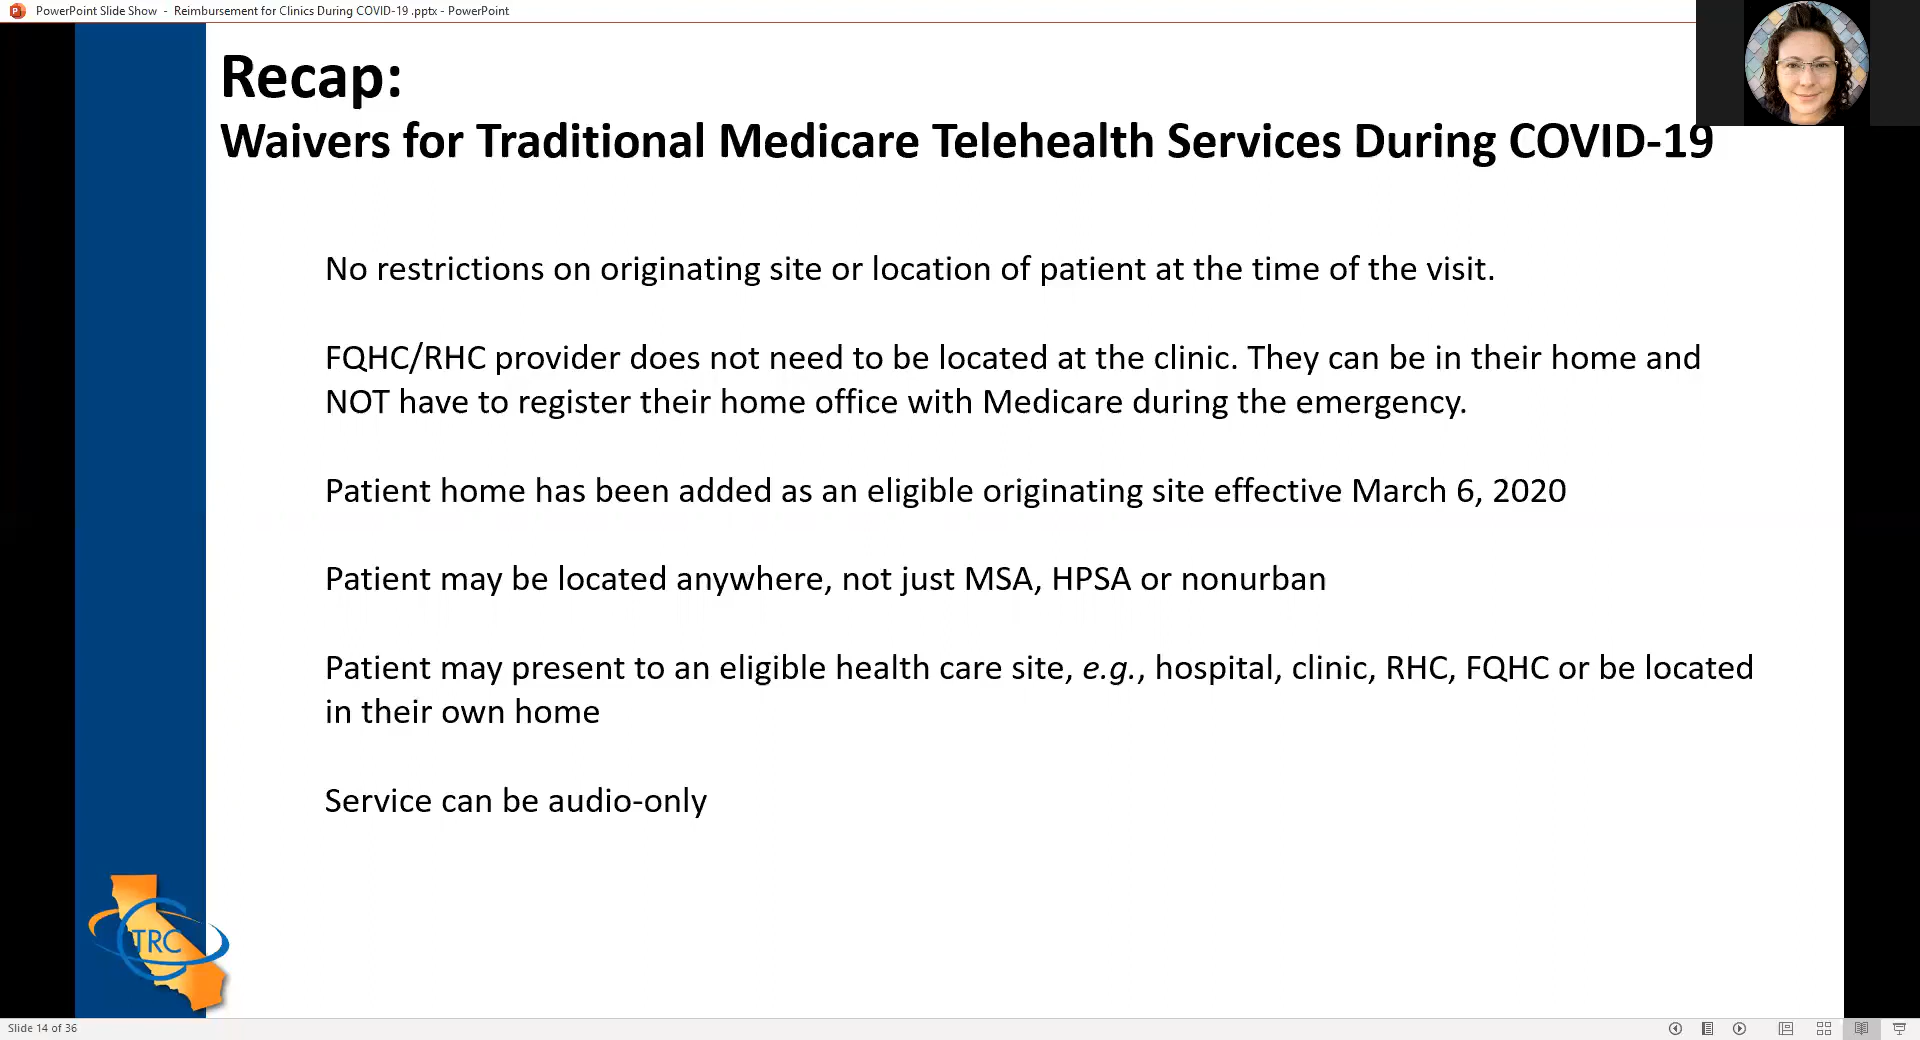 PowerPoint Slide Show - Reimbursement for Clinics During COVID-19 .pptx - PowerPoint
Recap:
Waivers for Traditional Medicare Telehealth Services During COVID-19
No restrictions on originating site or location of patient at the time of the visit.
FQHC/RHC provider does not need to be located at the clinic. They can be in their home and
NOT have to register their home office with Medicare during the emergency.
Patient home has been added as an eligible originating site effective March 6, 2020
Patient may be located anywhere, not just MSA, HPSA or nonurban
Patient may present to an eligible health care site, e.g., hospital, clinic, RHC, FQHC or be located
in their own home
Service can be audio-only
CTRC
Slide 14 of 36